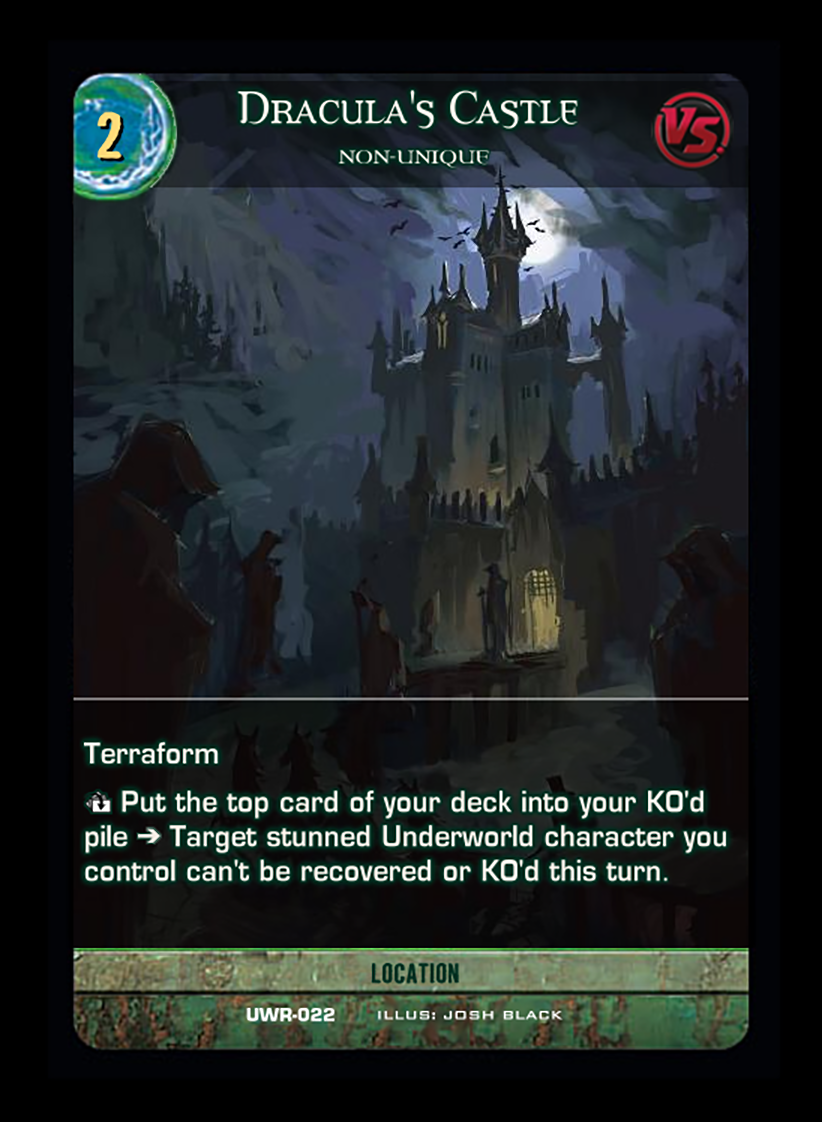 2
Dracula's Castle
VS.
NON-UNIQUE
Terraform
Put the top card of your deck into your KO'd
pile ➔ Target stunned Underworld character you
control can't be recovered or KO'd this turn.
LOCATION
UWR-022 ILLUS: JOSH BLACK